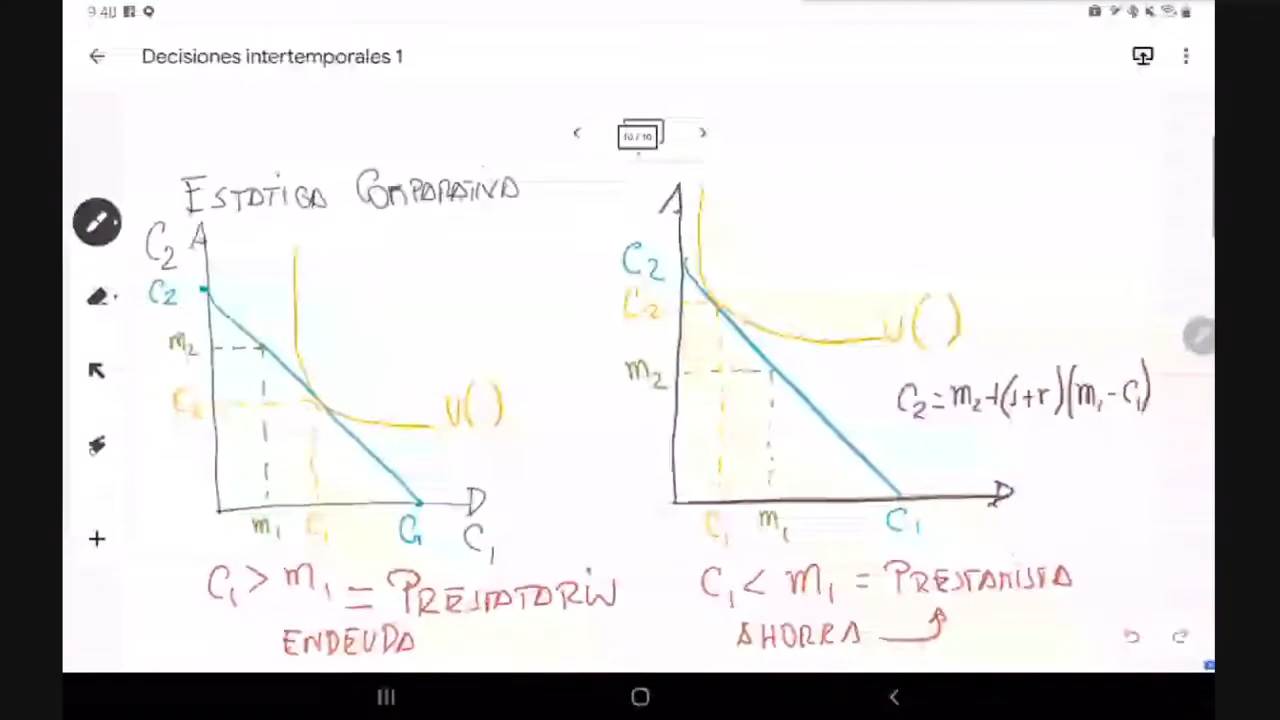 9:40
Decisiones intertemporales 1
10 / 10
ESTATICA COMPARATIVA
C2
C2
m2
C2
U( )
m1 C1 C1 C1
C1 > m1 = PRESTATARIO
ENDEUDA
C2
C2
m2
U( )
C2 = m2 + (1+r)(m1 - C1)
C1 m1 C1
C1 < m1 = PRESTAMISTA
AHORRA